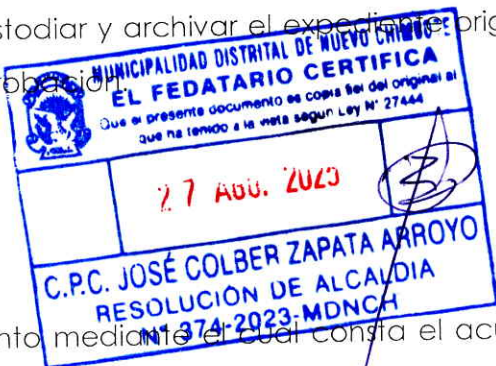 stodiar y archivar el expediente orig
obación.
MUNICIPALIDAD DISTRITAL DE NUEVO CHIMBOTE
EL FEDATARIO CERTIFICA
Que el presente documento es copia fiel del original al
que ha tenido a la vista según Ley N° 27444
27 AGO. 2025
C.P.C. JOSÉ COLBER ZAPATA ARROYO
RESOLUCIÓN DE ALCALDIA
N° 374-2023-MDNCH
nto mediante el cual consta el acu